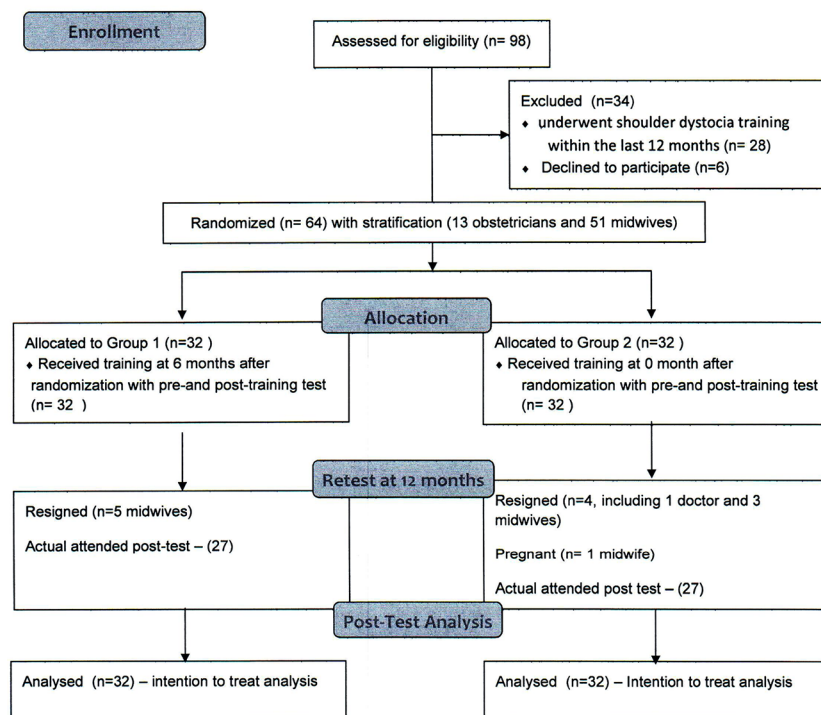 Enrollment
Assessed for eligibility (n= 98)
Excluded (n=34)
♦ underwent shoulder dystocia training
within the last 12 months (n= 28)
♦ Declined to participate (n=6)
Randomized (n= 64) with stratification (13 obstetricians and 51 midwives)
Allocation
Allocated to Group 1 (n=32 )
♦ Received training at 6 months after
randomization with pre-and post-training test
(n= 32 )
Allocated to Group 2 (n=32 )
♦ Received training at 0 month after
randomization with pre-and post-training test
(n= 32 )
Retest at 12 months
Resigned (n=5 midwives)
Actual attended post-test – (27)
Resigned (n=4, including 1 doctor and 3
midwives)
Pregnant (n= 1 midwife)
Actual attended post test – (27)
Post-Test Analysis
Analysed (n=32) – intention to treat analysis
Analysed (n=32) – Intention to treat analysis